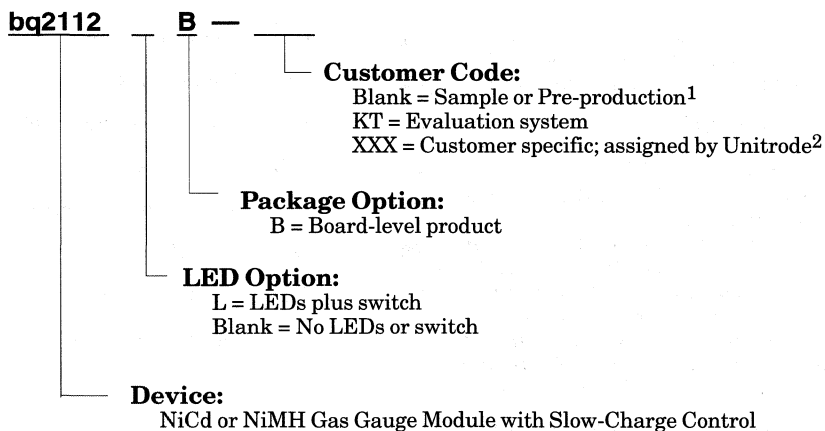 bq2112 _ B — ___
Customer Code:
Blank = Sample or Pre-production1
KT = Evaluation system
XXX = Customer specific; assigned by Unitrode2
Package Option:
B = Board-level product
LED Option:
L = LEDs plus switch
Blank = No LEDs or switch
Device:
NiCd or NiMH Gas Gauge Module with Slow-Charge Control